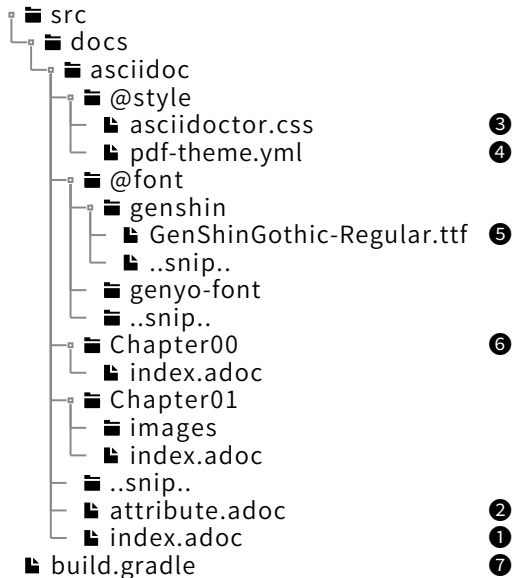 src
docs
asciidoc
@style
asciidoctor.css ❸
pdf-theme.yml ❹
@font
genshin
GenShinGothic-Regular.ttf ❺
..snip..
genyo-font
..snip..
Chapter00 ❻
index.adoc
Chapter01
images
index.adoc
..snip..
attribute.adoc ❷
index.adoc ❶
build.gradle ❼